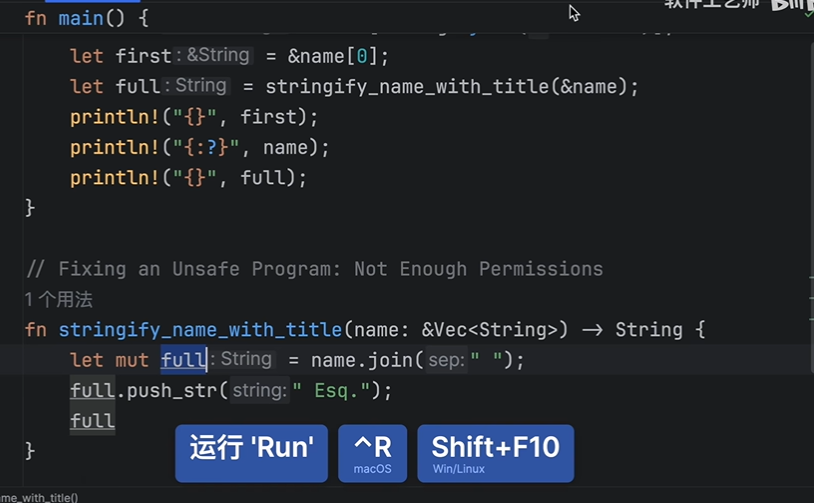 软件工艺师
fn main() {
let first: &String = &name[0];
let full: String = stringify_name_with_title(&name);
println!("{}", first);
println!("{:?}", name);
println!("{}", full);
}
// Fixing an Unsafe Program: Not Enough Permissions
1 个用法
fn stringify_name_with_title(name: &Vec<String>) -> String {
let mut full: String = name.join(sep: " ");
full.push_str(string: " Esq.");
full
}
运行 'Run' ^R Shift+F10
macOS Win/Linux
me_with_title()